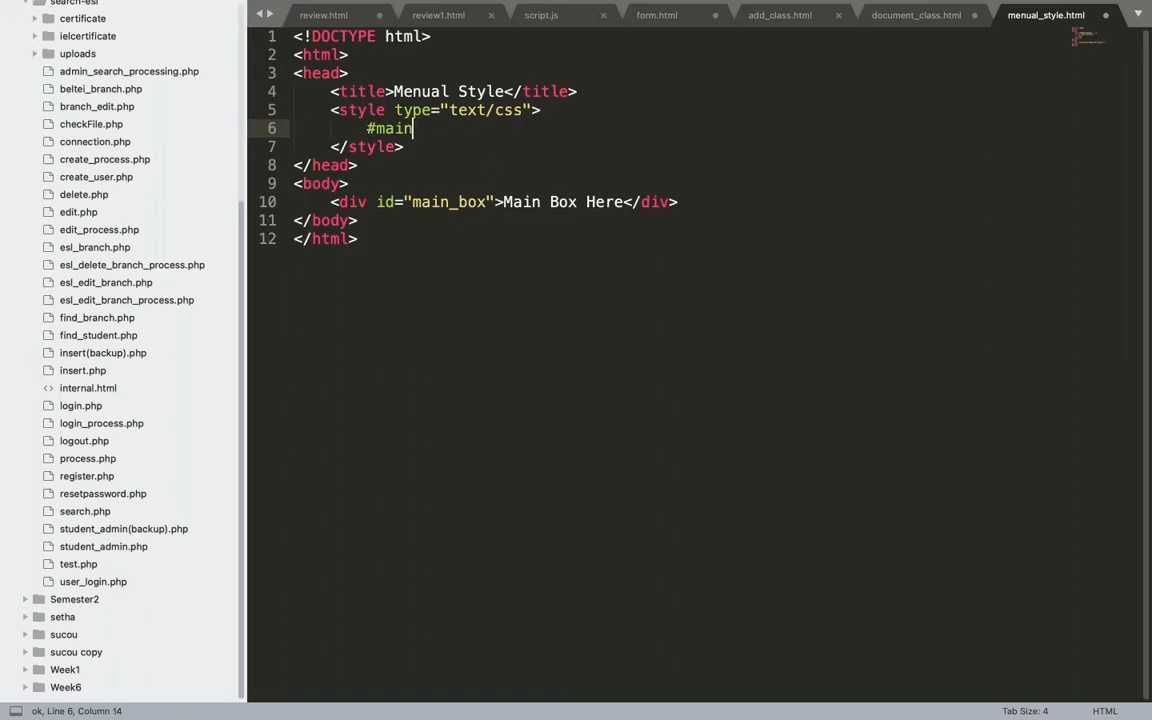 search-esl
certificate
ielcertificate
uploads
admin_search_processing.php
beltei_branch.php
branch_edit.php
checkFile.php
connection.php
create_process.php
create_user.php
delete.php
edit.php
edit_process.php
esl_branch.php
esl_delete_branch_process.php
esl_edit_branch.php
esl_edit_branch_process.php
find_branch.php
find_student.php
insert(backup).php
insert.php
internal.html
login.php
login_process.php
logout.php
process.php
register.php
resetpassword.php
search.php
student_admin(backup).php
student_admin.php
test.php
user_login.php
Semester2
setha
sucou
sucou copy
Week1
Week6
review.html review1.html script.js form.html add_class.html document_class.html menual_style.html
1 <!DOCTYPE html>
2 <html>
3 <head>
4 <title>Menual Style</title>
5 <style type="text/css">
6 #main
7 </style>
8 </head>
9 <body>
10 <div id="main_box">Main Box Here</div>
11 </body>
12 </html>
ok, Line 6, Column 14 Tab Size: 4 HTML